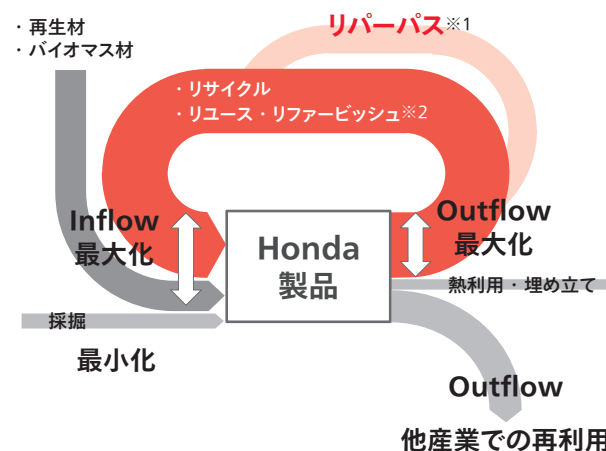 ・再生材
・バイオマス材
リパーパス※1
・リサイクル
・リユース・リファービッシュ※2
Inflow
最大化
Honda
製品
Outflow
最大化
熱利用・埋め立て
採掘
最小化
Outflow
他産業での再利用